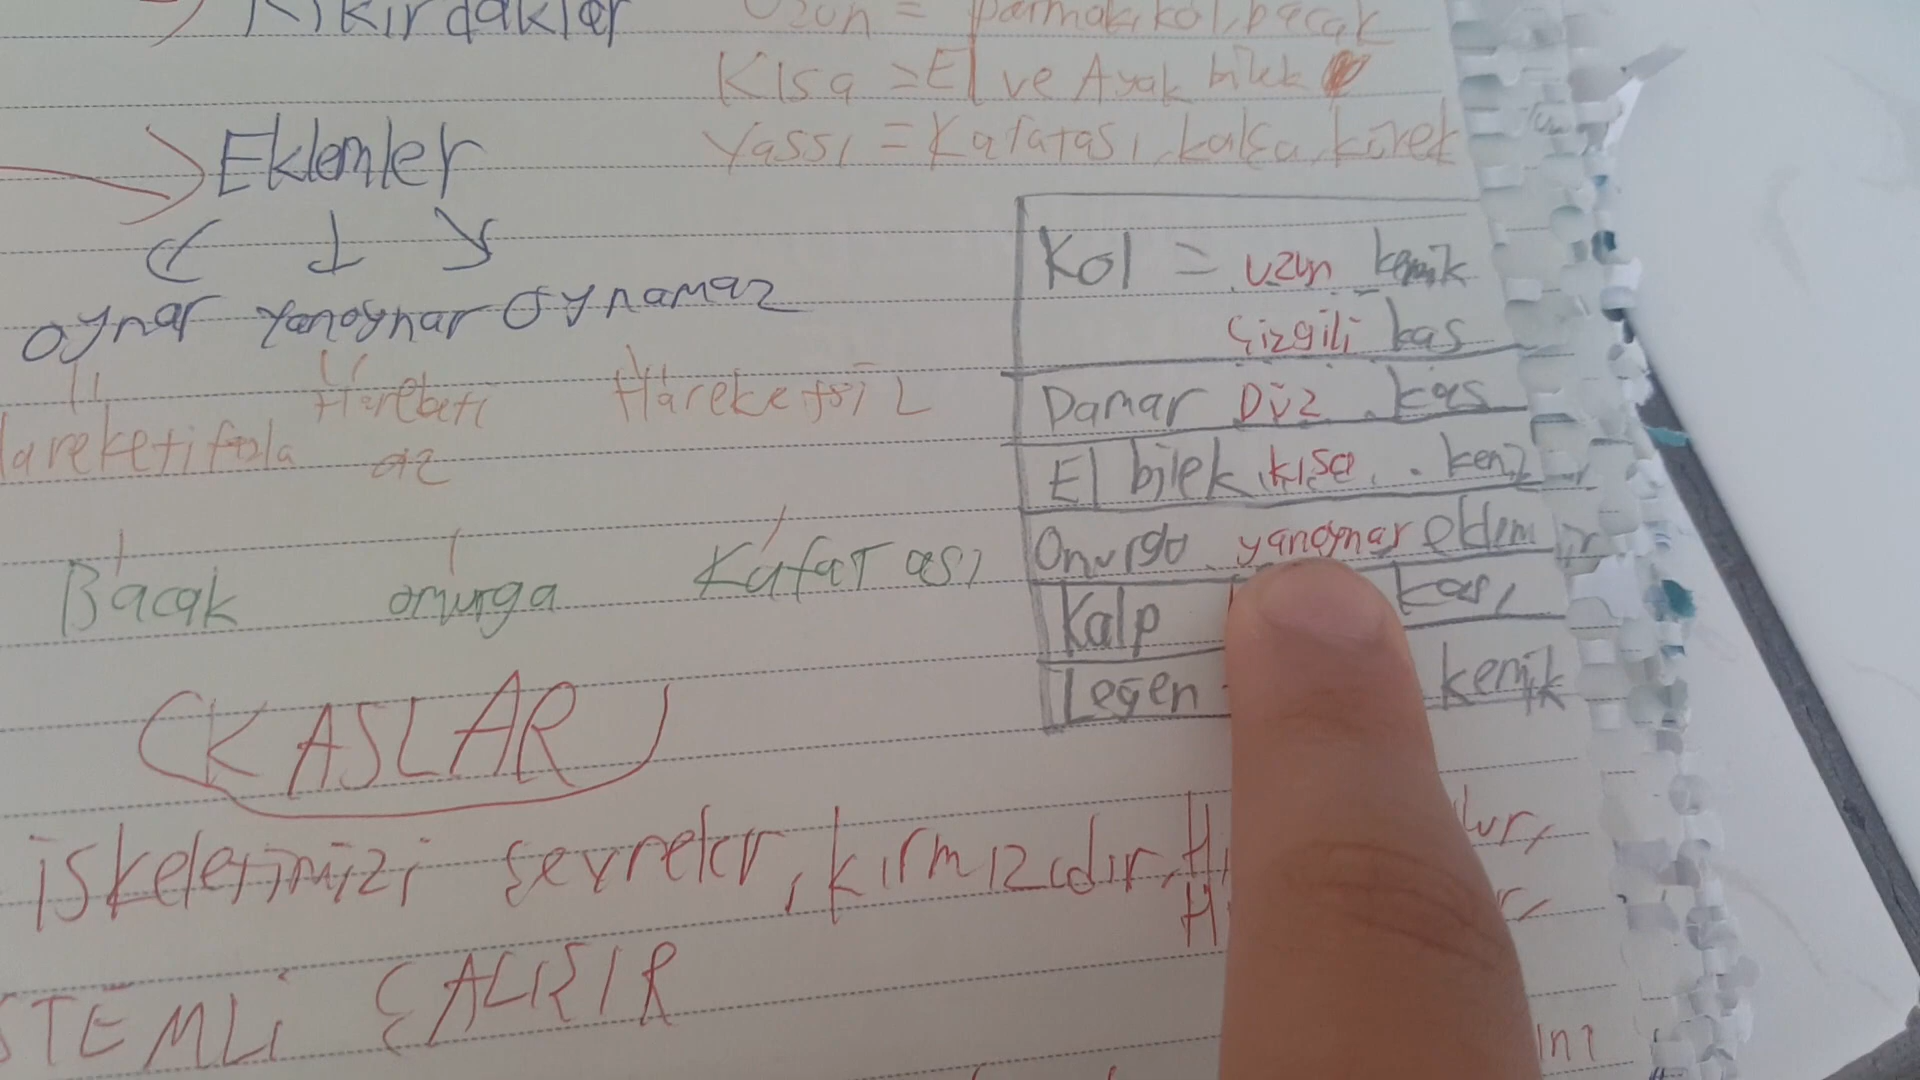 Kıkırdaklar
Uzun = parmak, kol, bacak
Kısa = El ve Ayak bilek
Yassı = Kafatası, kalça, kürek
Eklemler
oynar yarıoynar oynamaz
Hareketi fazla
Hareketi
az
Hareketsiz
Bacak omurga Kafatası
Kol = uzun kemik
çizgili kas
Damar Düz kas
El bilek kısa
Omurga yarıoynar eklem
Kalp kası
Legen kemik
KASLAR
iskeletimizi çevreler, kırmızıdır,
STEMLİ ÇALIŞIR